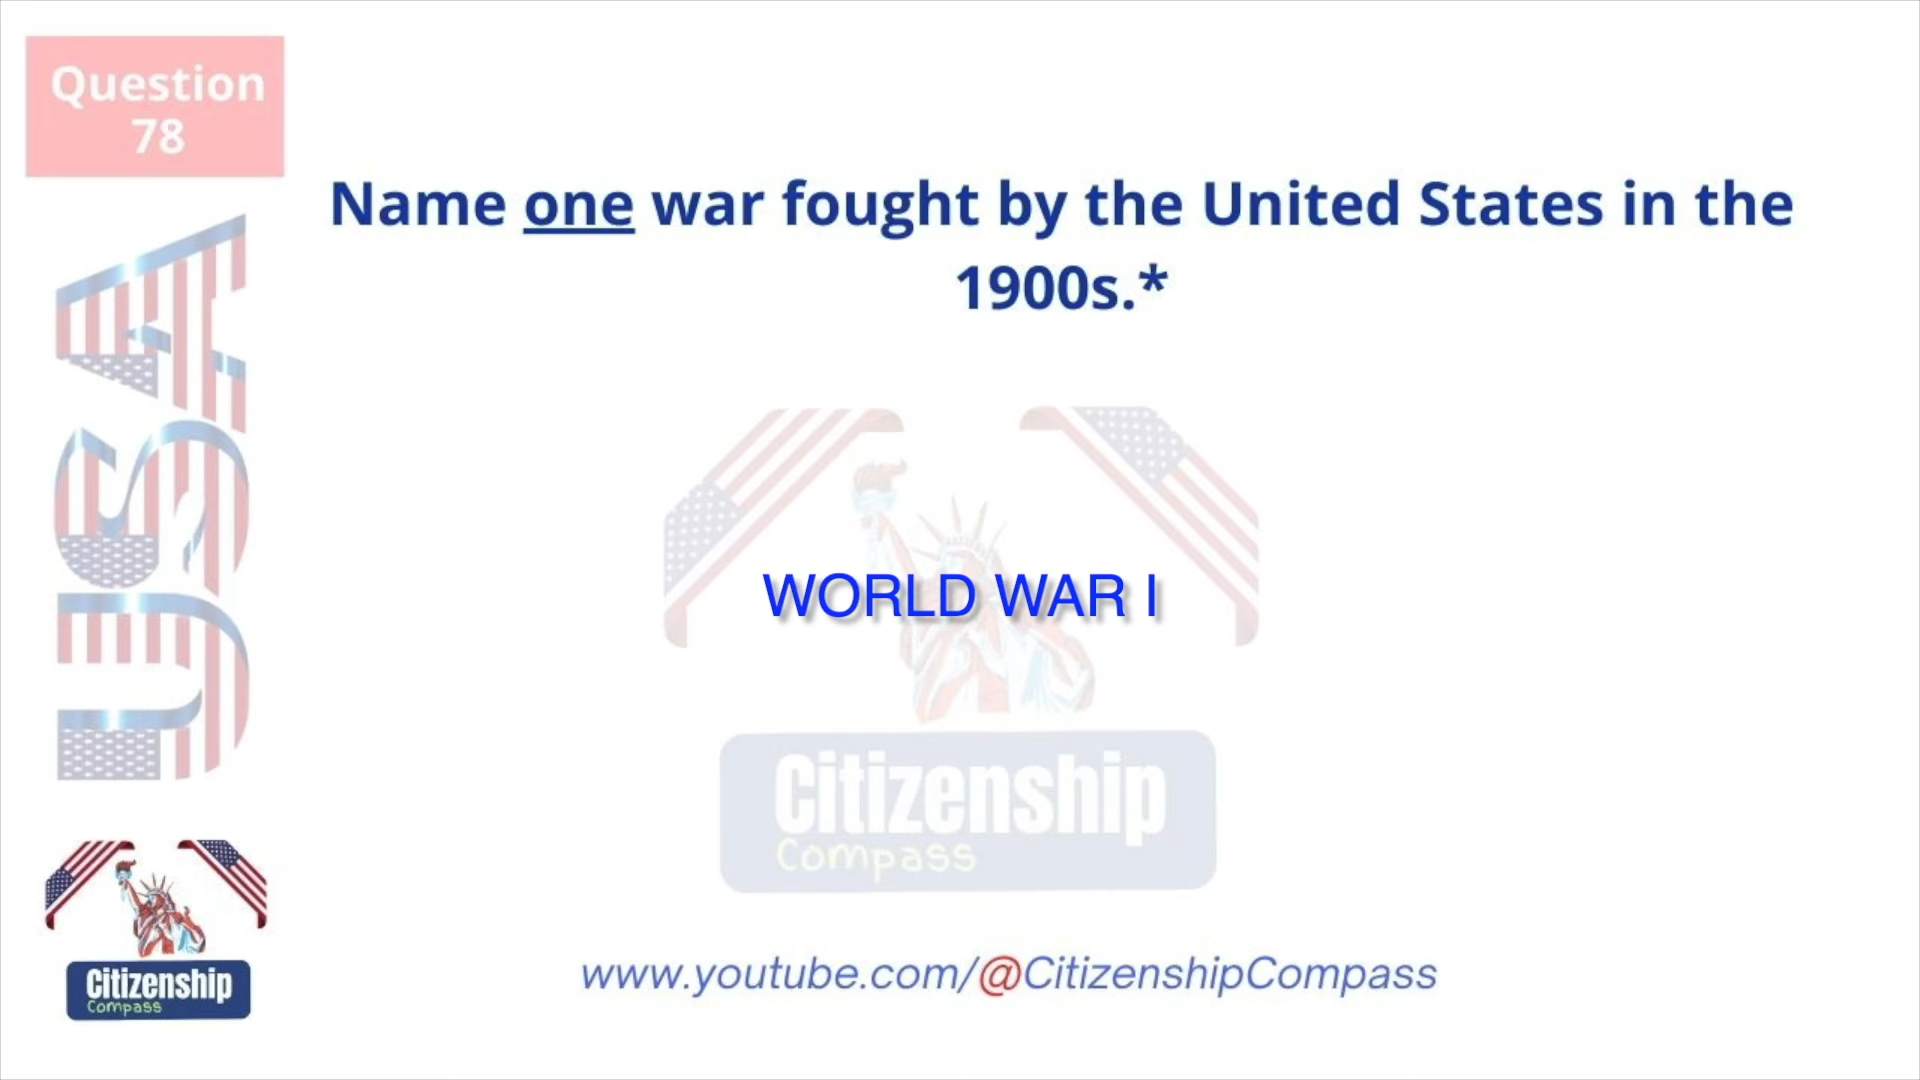 Question
78
Name one war fought by the United States in the
1900s.*
USA
WORLD WAR I
Citizenship
Compass
Citizenship
Compass
www.youtube.com/@CitizenshipCompass